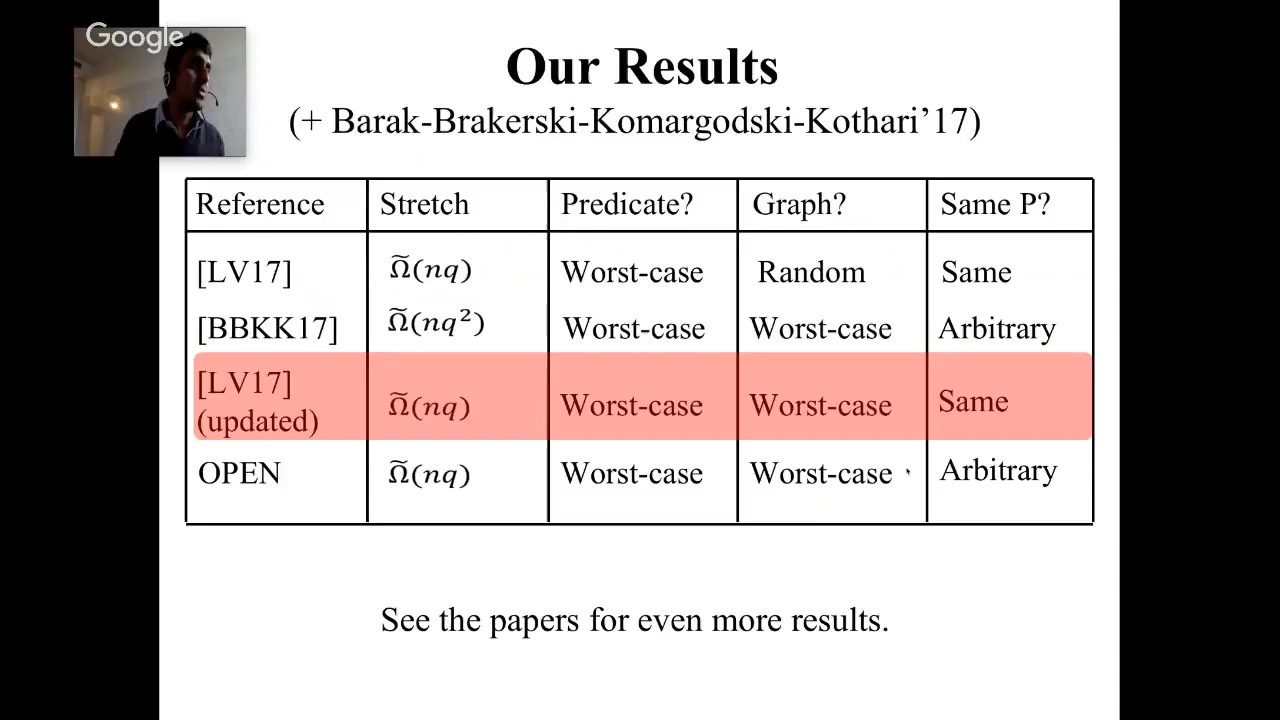 Google
Our Results
(+ Barak-Brakerski-Komargodski-Kothari’17)
Reference Stretch Predicate? Graph? Same P?
[LV17] Ω̃(nq) Worst-case Random Same
[BBKK17] Ω̃(nq²) Worst-case Worst-case Arbitrary
[LV17]
(updated) Ω̃(nq) Worst-case Worst-case Same
OPEN Ω̃(nq) Worst-case Worst-case Arbitrary
See the papers for even more results.